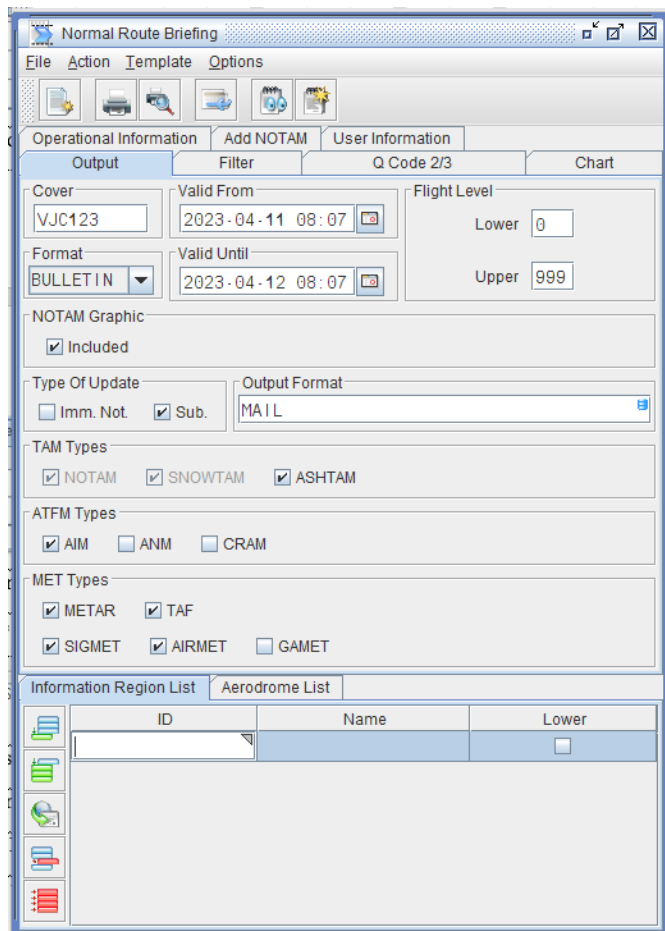 Normal Route Briefing
File Action Template Options
Operational Information Add NOTAM User Information
Output Filter Q Code 2/3 Chart
Cover Valid From Flight Level
VJC123 2023-04-11 08:07 Lower 0
Format Valid Until
BULLETIN 2023-04-12 08:07 Upper 999
NOTAM Graphic
Included
Type Of Update Output Format
Imm. Not. Sub. MAIL
TAM Types
NOTAM SNOWTAM ASHTAM
ATFM Types
AIM ANM CRAM
MET Types
METAR TAF
SIGMET AIRMET GAMET
Information Region List Aerodrome List
ID Name Lower